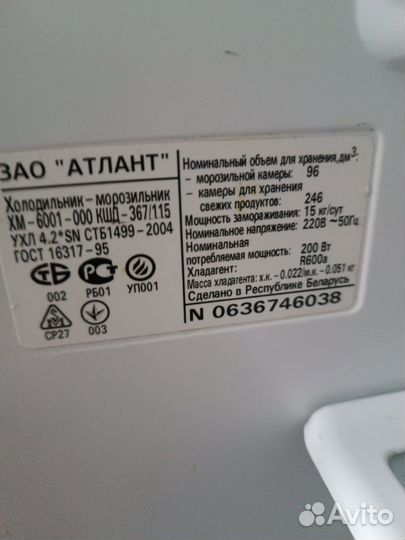 ЗАО "АТЛАНТ"
Холодильник - морозильник
ХМ - 6001 - 000 КШД - 367/115
УХЛ 4.2*SN СТБ1499 - 2004
ГОСТ 16317 - 95
002 РБ01 УП001
СР27 003
Номинальный объем для хранения, дм³:
- морозильной камеры: 96
- камеры для хранения
свежих продуктов: 246
Мощность замораживания: 15 кг/сут
Номинальное напряжение: 220В ~ 50Гц
Номинальная
потребляемая мощность: 200 Вт
Хладагент: R600a
Масса хладагента: х.к. - 0.022/м.к. - 0.051 кг
Сделано в Республике Беларусь
N 0636746038
Avito